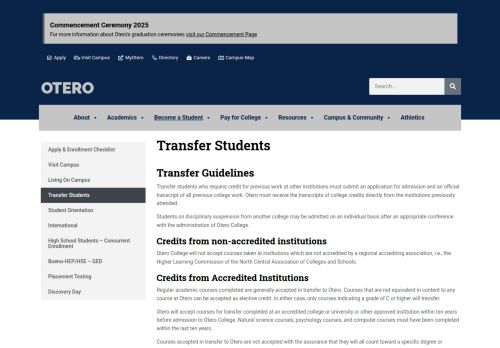 Commencement Ceremony 2025
For more information about Otero's graduation ceremonies visit our Commencement Page
Apply Visit Campus MyOtero Directory Careers Campus Map
OTERO
Search...
About Academics Become a Student Pay for College Resources Campus & Community Athletics
Apply & Enrollment Checklist
Visit Campus
Living On Campus
Transfer Students
Student Orientation
International
High School Students – Concurrent
Enrollment
Bueno-HEP/HSE – GED
Placement Testing
Discovery Day
Transfer Students
Transfer Guidelines
Transfer students who request credit for previous work at other institutions must submit an application for admission and an official
transcript of all previous college work. Otero must receive the transcripts of college credits directly from the institutions previously
attended.
Students on disciplinary suspension from another college may be admitted on an individual basis after an appropriate conference
with the administration of Otero College.
Credits from non-accredited institutions
Otero College will not accept courses taken at institutions which are not accredited by a regional accrediting association, i.e., the
Higher Learning Commission of the North Central Association of Colleges and Schools.
Credits from Accredited Institutions
Regular academic courses completed are generally accepted in transfer to Otero. Courses that are not equivalent in content to any
course at Otero can be accepted as elective credit. In either case, only courses indicating a grade of C or higher will transfer.
Otero will accept courses for transfer completed at an accredited college or university or other approved institution within ten years
before admission to Otero College. Natural science courses, psychology courses, and computer courses must have been completed
within the last ten years.
Courses accepted in transfer to Otero are not accepted with the assurance that they will all count toward a specific degree or